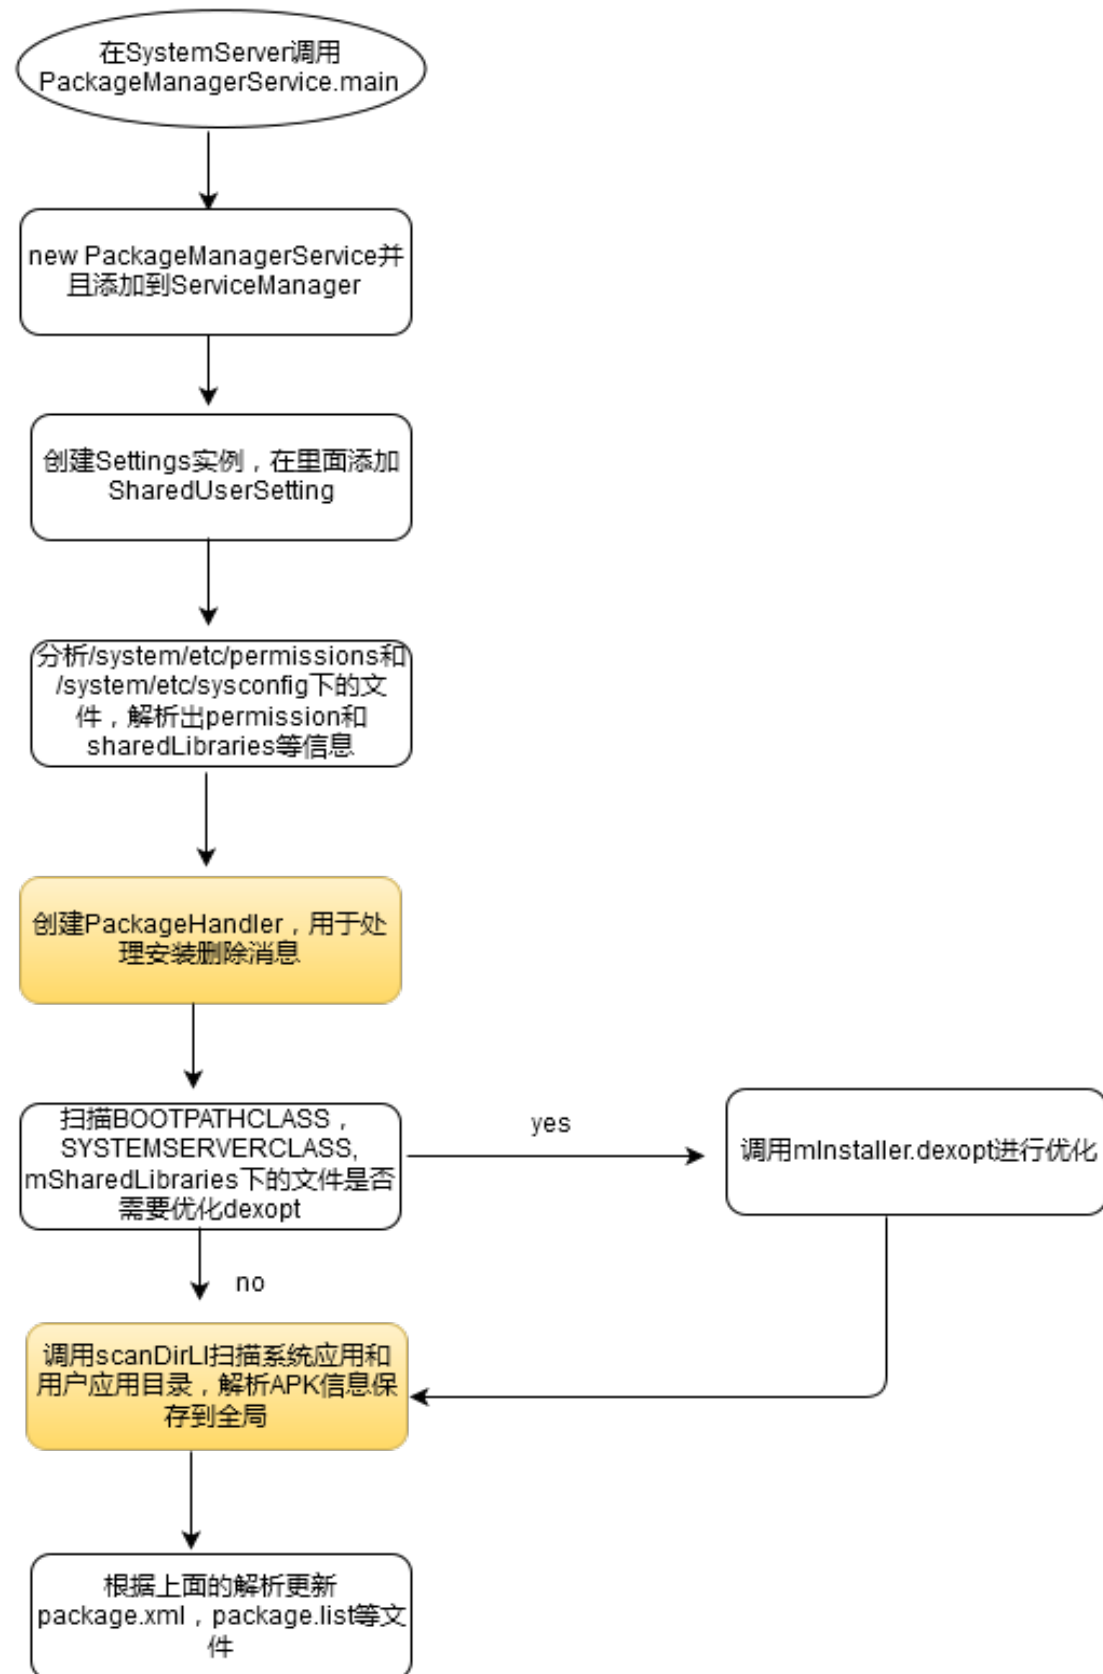 在SystemServer调用
PackageManagerService.main
new PackageManagerService并
且添加到ServiceManager
创建Settings实例，在里面添加
SharedUserSetting
分析/system/etc/permissions和
/system/etc/sysconfig下的文
件，解析出permission和
sharedLibraries等信息
创建PackageHandler，用于处
理安装删除消息
扫描BOOTPATHCLASS，
SYSTEMSERVERCLASS,
mSharedLibraries下的文件是否
需要优化dexopt
yes
调用mInstaller.dexopt进行优化
no
调用scanDirLI扫描系统应用和
用户应用目录，解析APK信息保
存到全局
根据上面的解析更新
package.xml，package.list等文
件